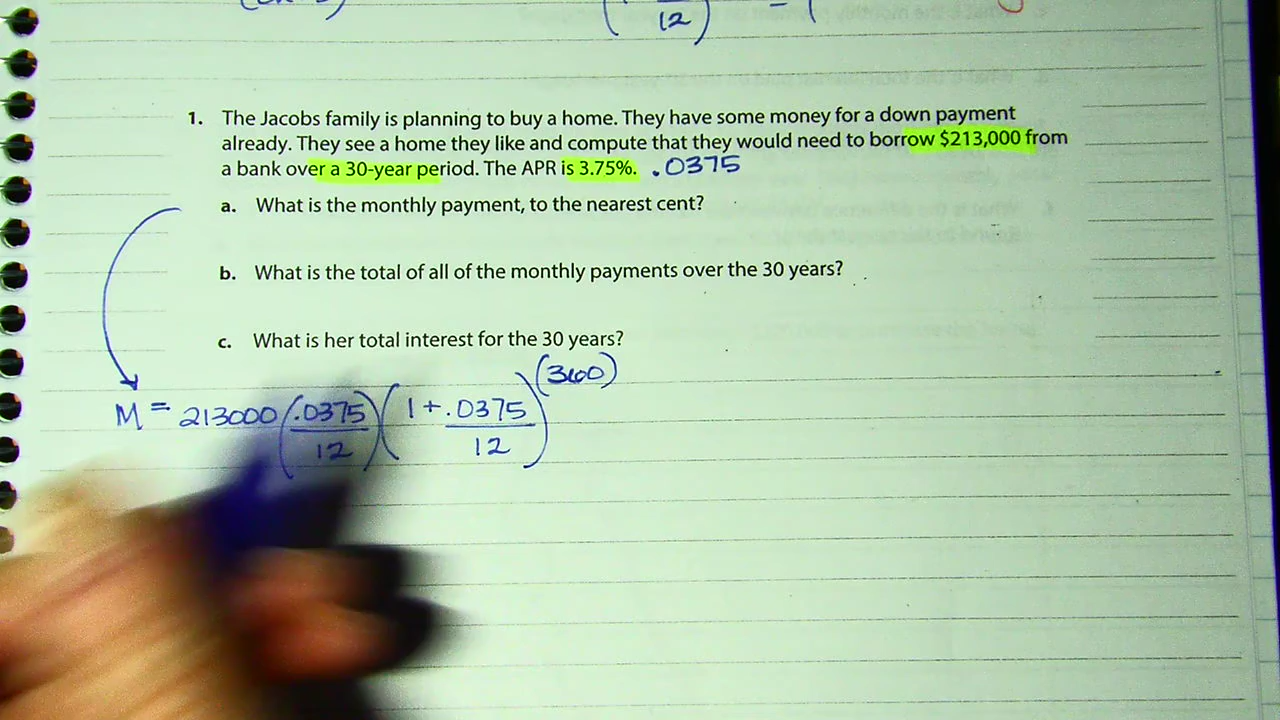 12 - 1
1. The Jacobs family is planning to buy a home. They have some money for a down payment
already. They see a home they like and compute that they would need to borrow $213,000 from
a bank over a 30-year period. The APR is 3.75%. .0375
a. What is the monthly payment, to the nearest cent?
b. What is the total of all of the monthly payments over the 30 years?
c. What is her total interest for the 30 years?
M = 213000 (.0375/12) (1 + .0375/12)^(360)